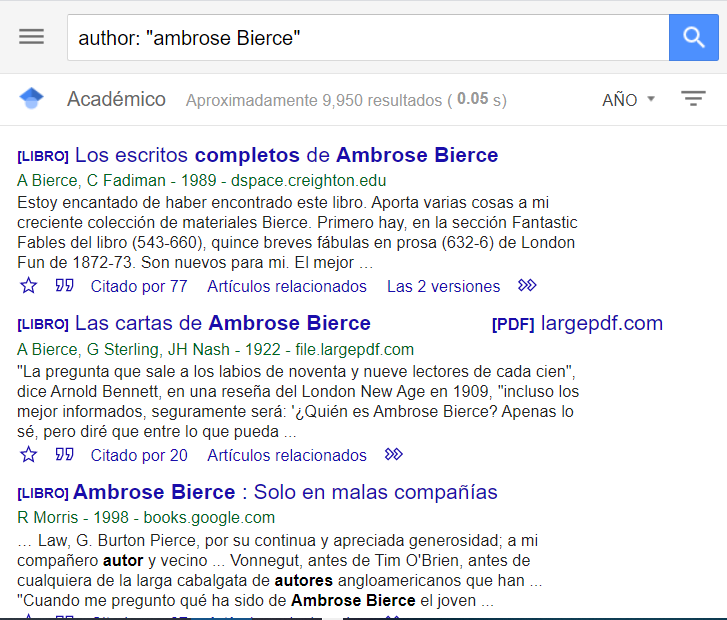 author: "ambrose Bierce"
Académico Aproximadamente 9,950 resultados ( 0.05 s) AÑO
[LIBRO] Los escritos completos de Ambrose Bierce
A Bierce, C Fadiman - 1989 - dspace.creighton.edu
Estoy encantado de haber encontrado este libro. Aporta varias cosas a mi
creciente colección de materiales Bierce. Primero hay, en la sección Fantastic
Fables del libro (543-660), quince breves fábulas en prosa (632-6) de London
Fun de 1872-73. Son nuevos para mi. El mejor …
Citado por 77 Artículos relacionados Las 2 versiones
[LIBRO] Las cartas de Ambrose Bierce [PDF] largepdf.com
A Bierce, G Sterling, JH Nash - 1922 - file.largepdf.com
"La pregunta que sale a los labios de noventa y nueve lectores de cada cien",
dice Arnold Bennett, en una reseña del London New Age en 1909, "incluso los
mejor informados, seguramente será: '¿Quién es Ambrose Bierce? Apenas lo
sé, pero diré que entre lo que pueda ...
Citado por 20 Artículos relacionados
[LIBRO] Ambrose Bierce : Solo en malas compañías
R Morris - 1998 - books.google.com
… Law, G. Burton Pierce, por su continua y apreciada generosidad; a mi
compañero autor y vecino ... Vonnegut, antes de Tim O'Brien, antes de
cualquiera de la larga cabalgata de autores angloamericanos que han ...
"Cuando me pregunto qué ha sido de Ambrose Bierce el joven ...